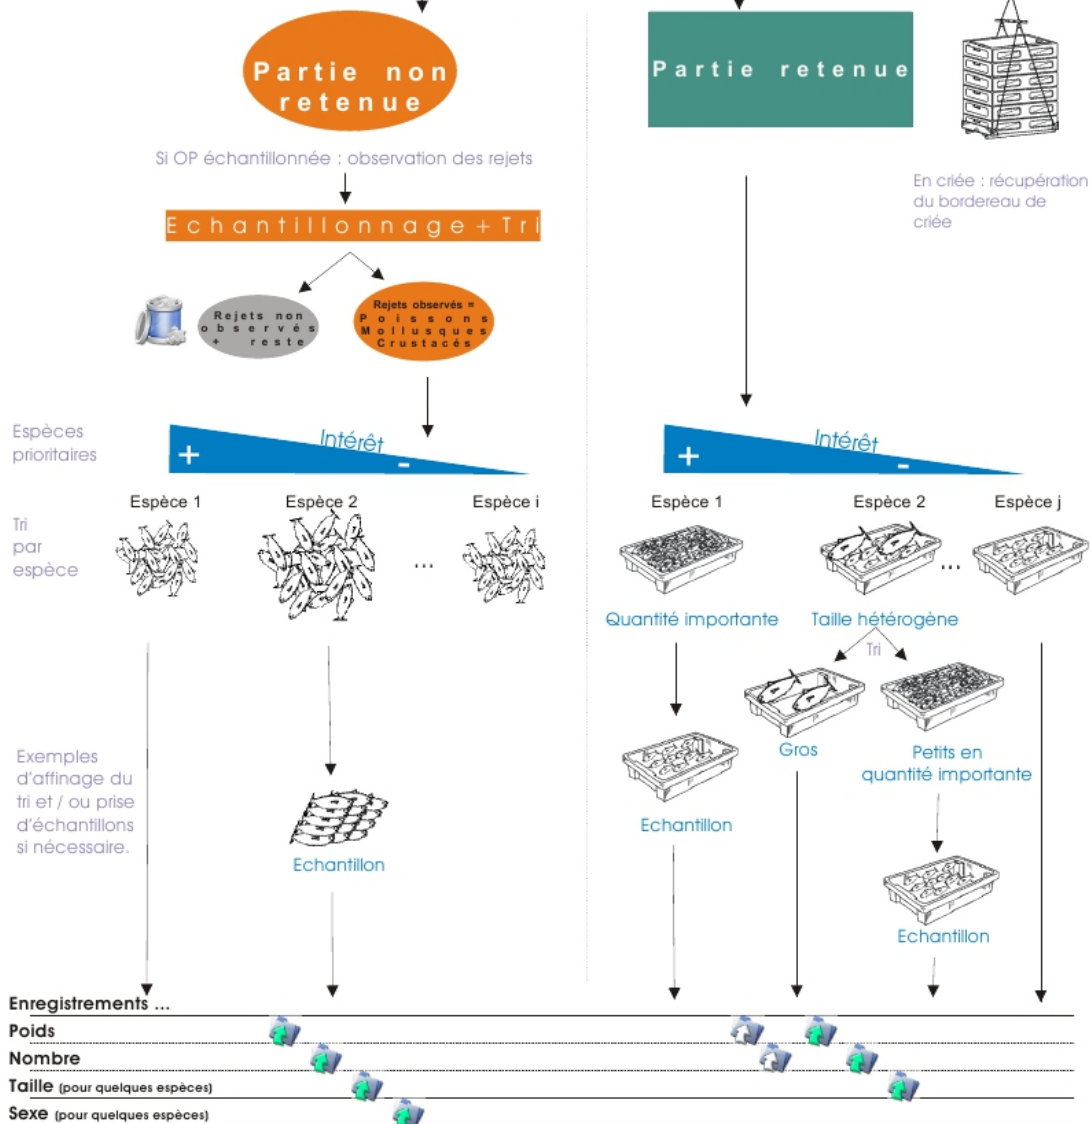 Partie non
retenue
Si OP échantillonnée : observation des rejets
Echantillonnage + Tri
Rejets non
observés
+ reste
Rejets observés =
Poissons
Mollusques
Crustacés
Espèces
prioritaires
+
Intérêt
-
Espèce 1
Espèce 2
Espèce i
Tri
par
espèce
...
Exemples
d'affinage du
tri et / ou prise
d'échantillons
si nécessaire.
Echantillon
Partie retenue
En criée : récupération
du bordereau de
criée
+
Intérêt
-
Espèce 1
Espèce 2
Espèce j
...
Quantité importante
Taille hétérogène
Tri
Gros
Petits en
quantité importante
Echantillon
Echantillon
Enregistrements ...
Poids
Nombre
Taille (pour quelques espèces)
Sexe (pour quelques espèces)